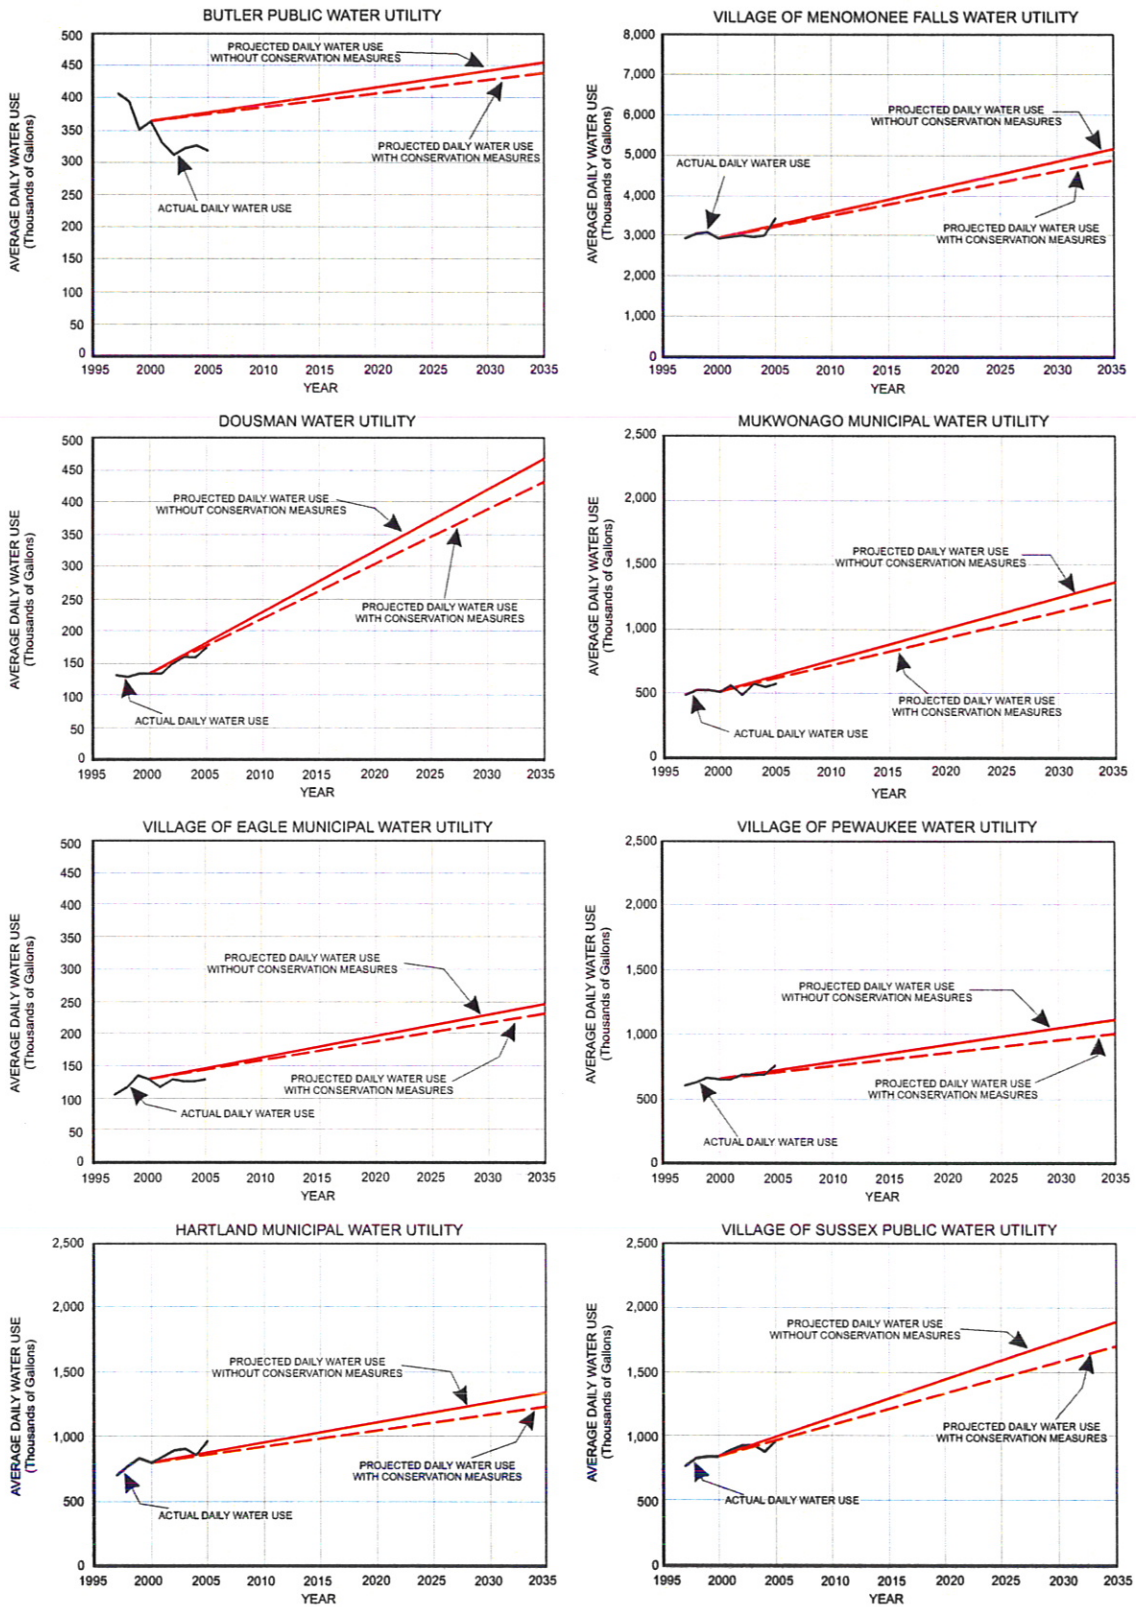 BUTLER PUBLIC WATER UTILITY
AVERAGE DAILY WATER USE
(Thousands of Gallons)
500
450
400
350
300
250
200
150
100
50
0
PROJECTED DAILY WATER USE
WITHOUT CONSERVATION MEASURES
PROJECTED DAILY WATER USE
WITH CONSERVATION MEASURES
ACTUAL DAILY WATER USE
1995 2000 2005 2010 2015 2020 2025 2030 2035
YEAR
VILLAGE OF MENOMONEE FALLS WATER UTILITY
AVERAGE DAILY WATER USE
(Thousands of Gallons)
8,000
7,000
6,000
5,000
4,000
3,000
2,000
1,000
0
PROJECTED DAILY WATER USE
WITHOUT CONSERVATION MEASURES
ACTUAL DAILY WATER USE
PROJECTED DAILY WATER USE
WITH CONSERVATION MEASURES
1995 2000 2005 2010 2015 2020 2025 2030 2035
YEAR
DOUSMAN WATER UTILITY
AVERAGE DAILY WATER USE
(Thousands of Gallons)
500
450
400
350
300
250
200
150
100
50
0
PROJECTED DAILY WATER USE
WITHOUT CONSERVATION MEASURES
PROJECTED DAILY WATER USE
WITH CONSERVATION MEASURES
ACTUAL DAILY WATER USE
1995 2000 2005 2010 2015 2020 2025 2030 2035
YEAR
MUKWONAGO MUNICIPAL WATER UTILITY
AVERAGE DAILY WATER USE
(Thousands of Gallons)
2,500
2,000
1,500
1,000
500
0
PROJECTED DAILY WATER USE
WITHOUT CONSERVATION MEASURES
PROJECTED DAILY WATER USE
WITH CONSERVATION MEASURES
ACTUAL DAILY WATER USE
1995 2000 2005 2010 2015 2020 2025 2030 2035
YEAR
VILLAGE OF EAGLE MUNICIPAL WATER UTILITY
AVERAGE DAILY WATER USE
(Thousands of Gallons)
500
450
400
350
300
250
200
150
100
50
0
PROJECTED DAILY WATER USE
WITHOUT CONSERVATION MEASURES
PROJECTED DAILY WATER USE
WITH CONSERVATION MEASURES
ACTUAL DAILY WATER USE
1995 2000 2005 2010 2015 2020 2025 2030 2035
YEAR
VILLAGE OF PEWAUKEE WATER UTILITY
AVERAGE DAILY WATER USE
(Thousands of Gallons)
2,500
2,000
1,500
1,000
500
0
PROJECTED DAILY WATER USE
WITHOUT CONSERVATION MEASURES
PROJECTED DAILY WATER USE
WITH CONSERVATION MEASURES
ACTUAL DAILY WATER USE
1995 2000 2005 2010 2015 2020 2025 2030 2035
YEAR
HARTLAND MUNICIPAL WATER UTILITY
AVERAGE DAILY WATER USE
(Thousands of Gallons)
2,500
2,000
1,500
1,000
500
0
PROJECTED DAILY WATER USE
WITHOUT CONSERVATION MEASURES
PROJECTED DAILY WATER USE
WITH CONSERVATION MEASURES
ACTUAL DAILY WATER USE
1995 2000 2005 2010 2015 2020 2025 2030 2035
YEAR
VILLAGE OF SUSSEX PUBLIC WATER UTILITY
AVERAGE DAILY WATER USE
(Thousands of Gallons)
2,500
2,000
1,500
1,000
500
0
PROJECTED DAILY WATER USE
WITHOUT CONSERVATION MEASURES
PROJECTED DAILY WATER USE
WITH CONSERVATION MEASURES
ACTUAL DAILY WATER USE
1995 2000 2005 2010 2015 2020 2025 2030 2035
YEAR